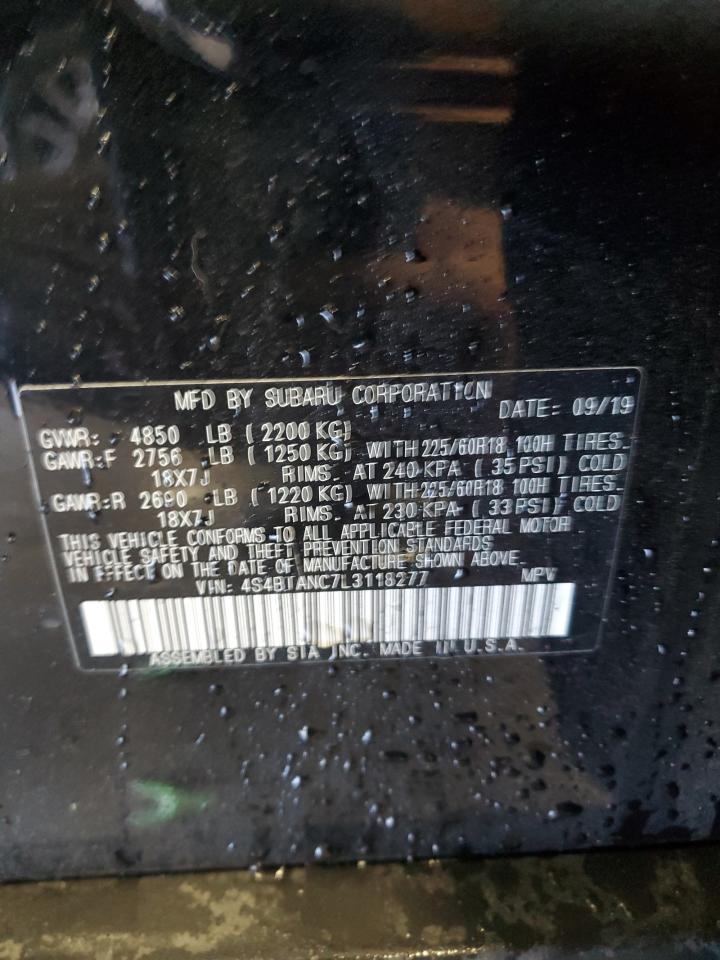 MFD BY SUBARU CORPORATION DATE: 09/19
GVWR: 4850 LB ( 2200 KG)
GAWR:F 2756 LB ( 1250 KG) WITH 225/60R18 100H TIRES.
18X7J RIMS. AT 240 KPA ( 35 PSI) COLD
GAWR:R 2690 LB ( 1220 KG) WITH 225/60R18 100H TIRES.
18X7J RIMS. AT 230 KPA ( 33 PSI) COLD
THIS VEHICLE CONFORMS TO ALL APPLICABLE FEDERAL MOTOR
VEHICLE SAFETY AND THEFT PREVENTION STANDARDS
IN EFFECT ON THE DATE OF MANUFACTURE SHOWN ABOVE.
VIN: 4S4BTANC7L3118277 MPV
ASSEMBLED BY SIA INC. MADE IN U.S.A.